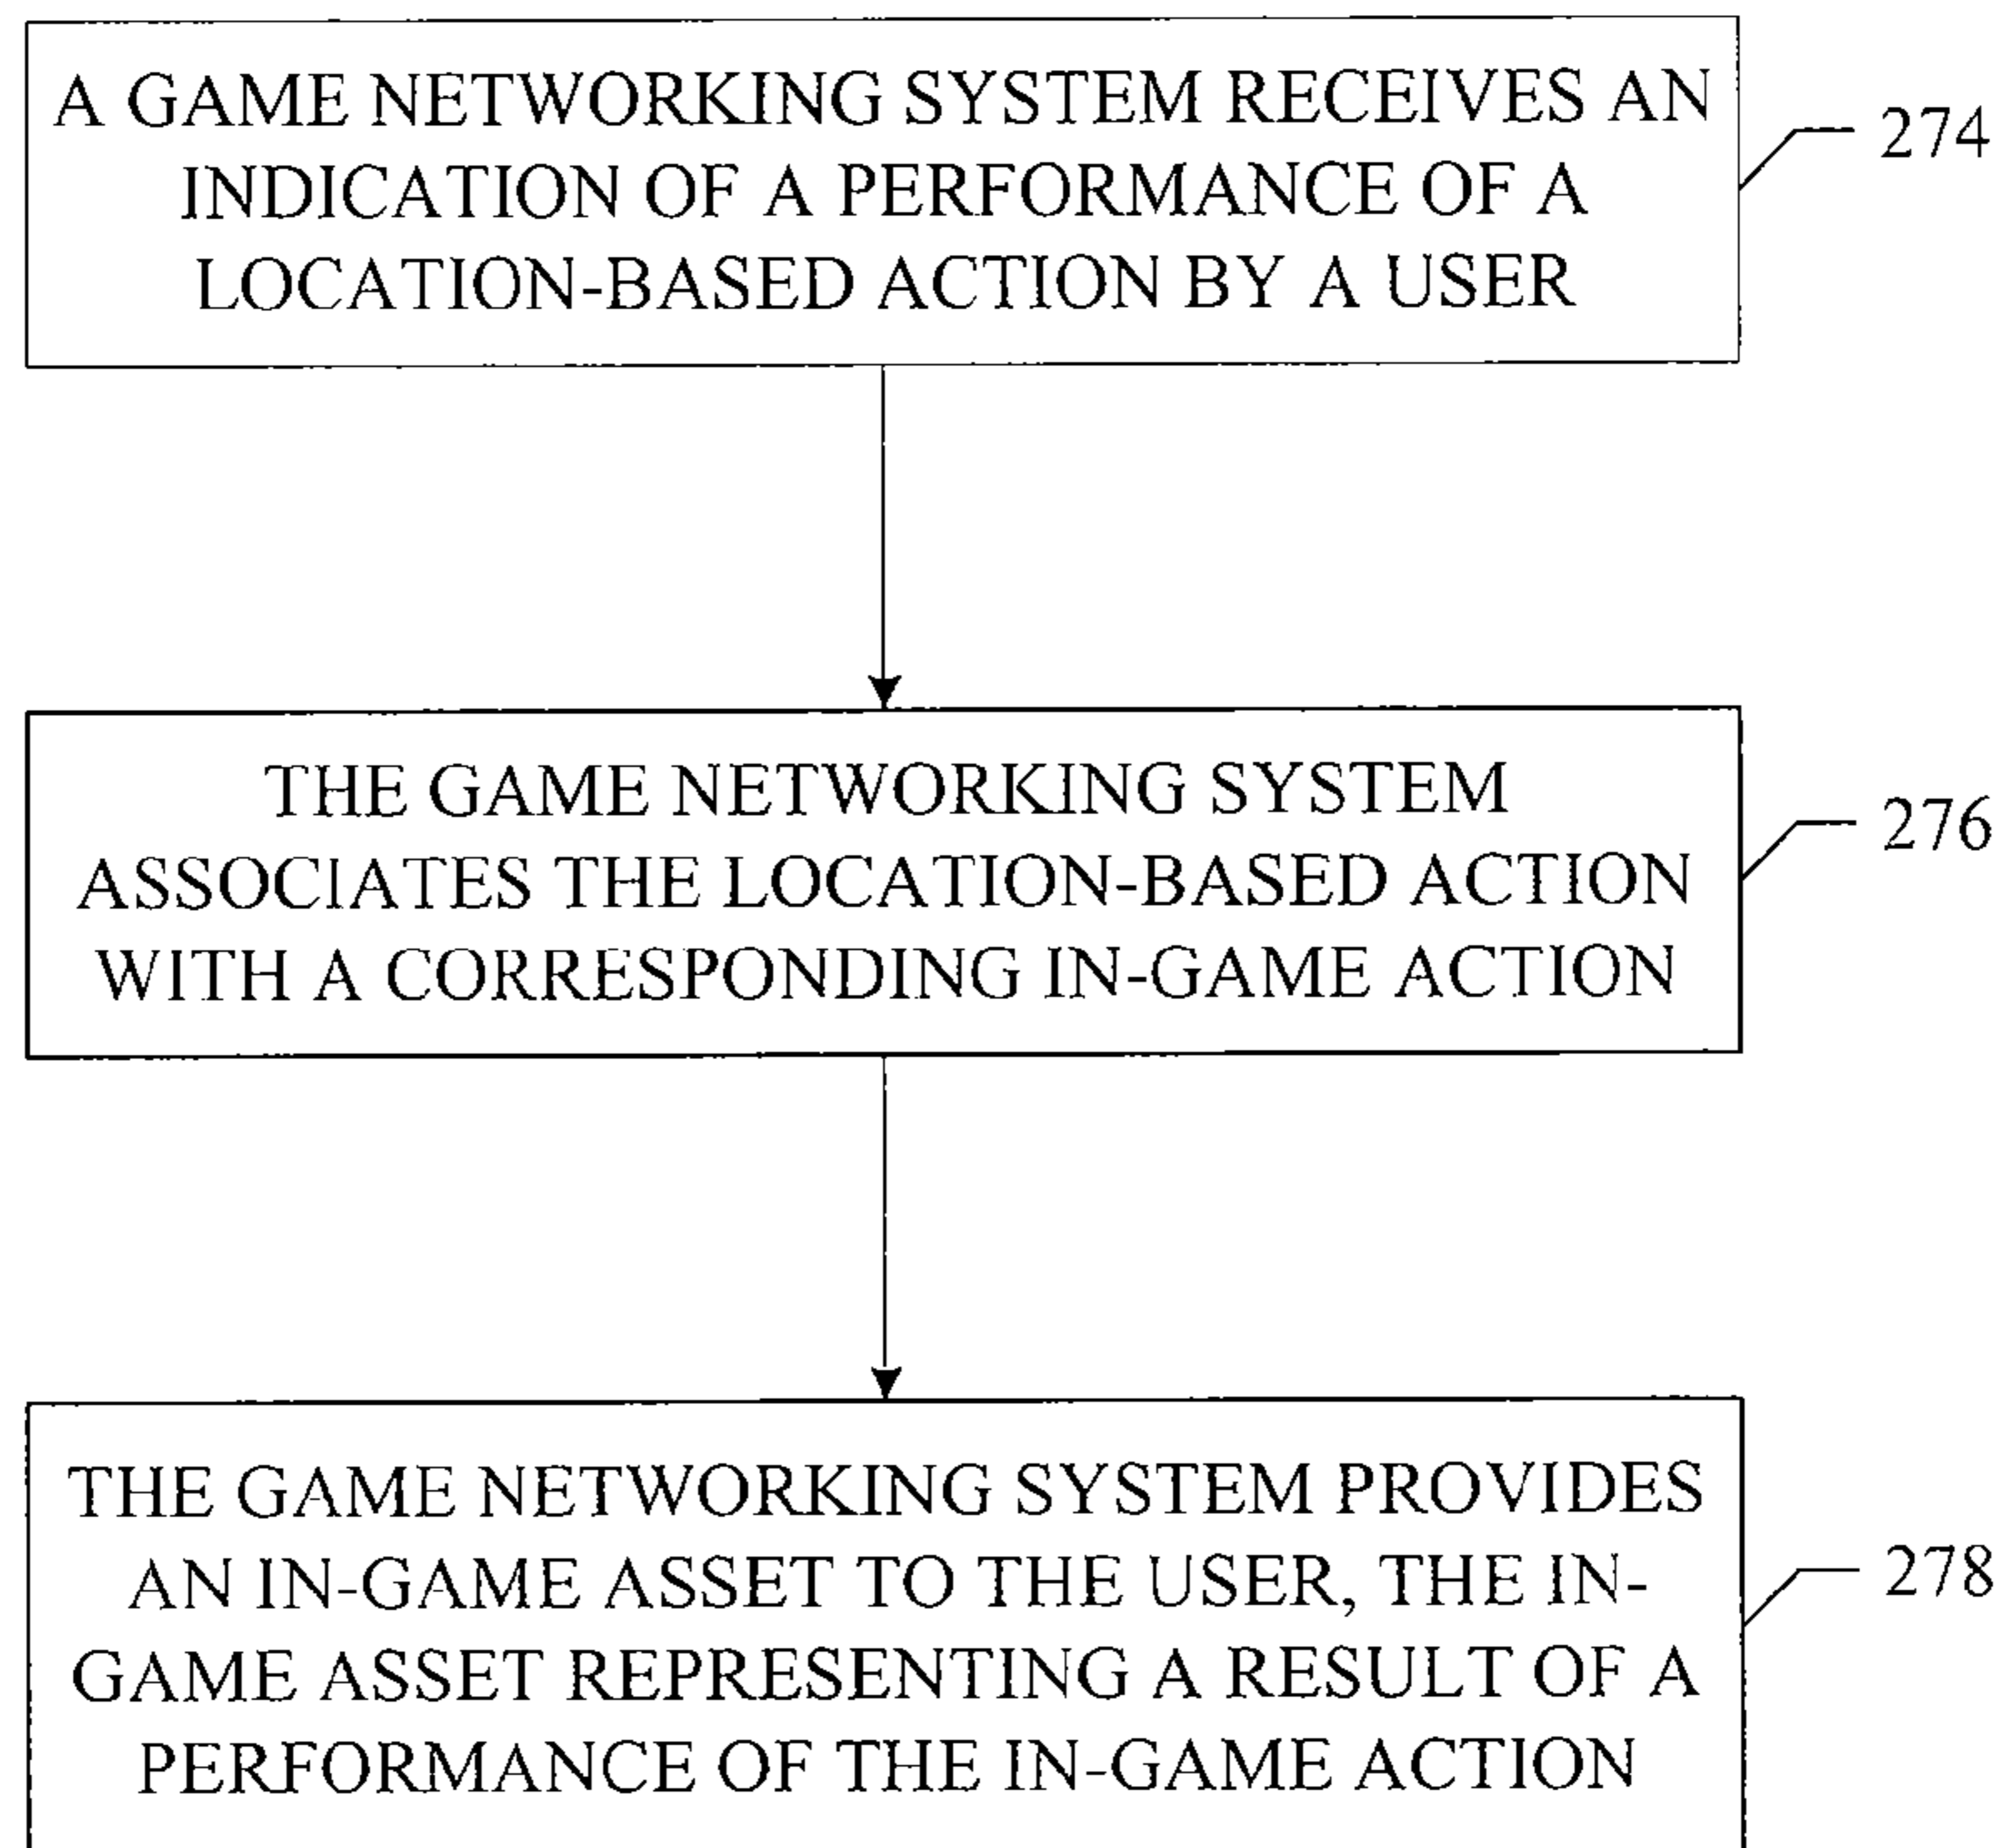 A GAME NETWORKING SYSTEM RECEIVES AN
INDICATION OF A PERFORMANCE OF A
LOCATION-BASED ACTION BY A USER
274
THE GAME NETWORKING SYSTEM
ASSOCIATES THE LOCATION-BASED ACTION
WITH A CORRESPONDING IN-GAME ACTION
276
THE GAME NETWORKING SYSTEM PROVIDES
AN IN-GAME ASSET TO THE USER, THE IN-
GAME ASSET REPRESENTING A RESULT OF A
PERFORMANCE OF THE IN-GAME ACTION
278